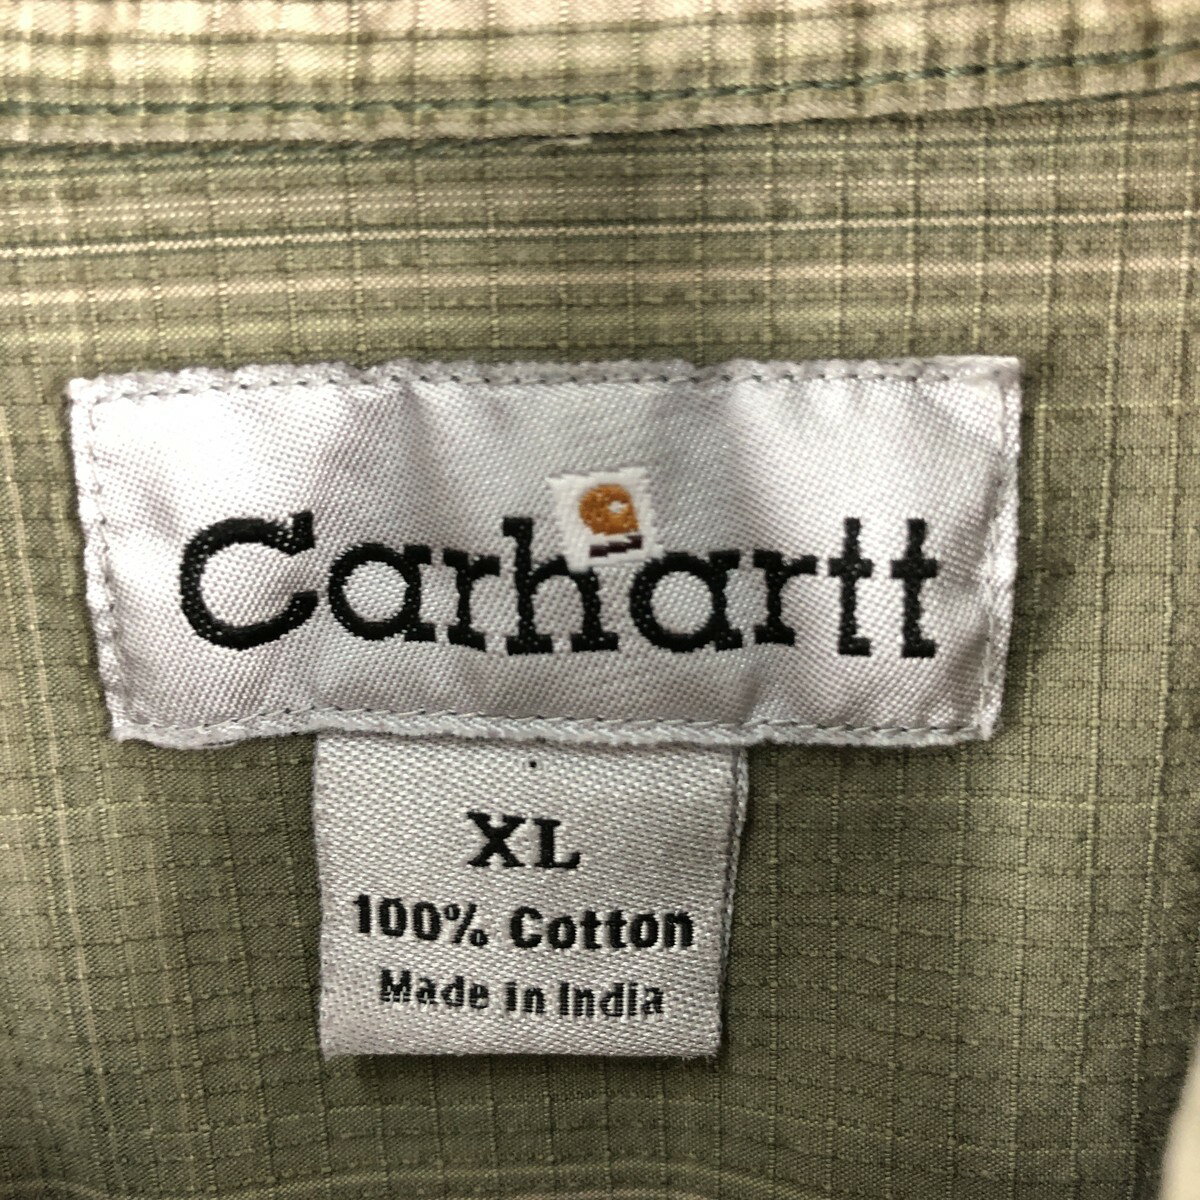 Carhartt
XL
100% Cotton
Made in India